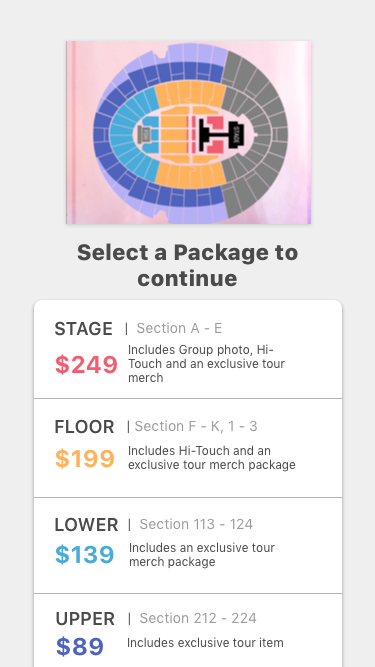 STAGE
Select a Package to
continue
STAGE | Section A - E
$249 Includes Group photo, Hi-
Touch and an exclusive tour
merch
FLOOR | Section F - K, 1 - 3
$199 Includes Hi-Touch and an
exclusive tour merch package
LOWER | Section 113 - 124
$139 Includes an exclusive tour
merch package
UPPER | Section 212 - 224
$89 Includes exclusive tour item